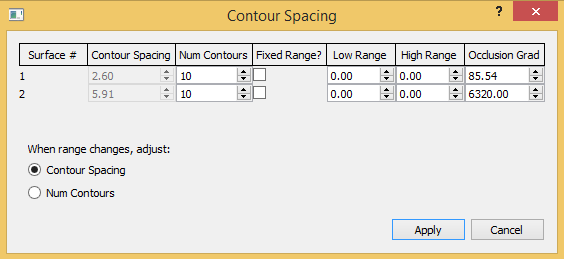 Contour Spacing
?
Surface # Contour Spacing Num Contours Fixed Range? Low Range High Range Occlusion Grad
1 2.60 10 0.00 0.00 85.54
2 5.91 10 0.00 0.00 6320.00
When range changes, adjust:
Contour Spacing
Num Contours
Apply Cancel